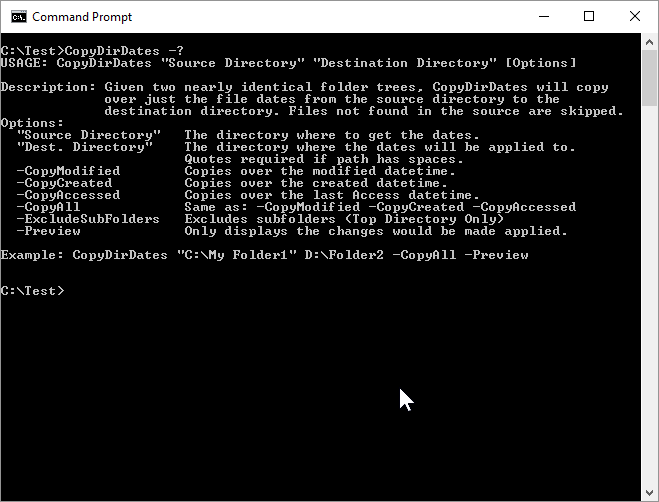 Command Prompt
C:\Test>CopyDirDates -?
USAGE: CopyDirDates "Source Directory" "Destination Directory" [Options]
Description: Given two nearly identical folder trees, CopyDirDates will copy
over just the file dates from the source directory to the
destination directory. Files not found in the source are skipped.
Options:
"Source Directory" The directory where to get the dates.
"Dest. Directory" The directory where the dates will be applied to.
Quotes required if path has spaces.
-CopyModified Copies over the modified datetime.
-CopyCreated Copies over the created datetime.
-CopyAccessed Copies over the last Access datetime.
-CopyAll Same as: -CopyModified -CopyCreated -CopyAccessed
-ExcludeSubFolders Excludes subfolders (Top Directory Only)
-Preview Only displays the changes would be made applied.
Example: CopyDirDates "C:\My Folder1" D:\Folder2 -CopyAll -Preview
C:\Test>